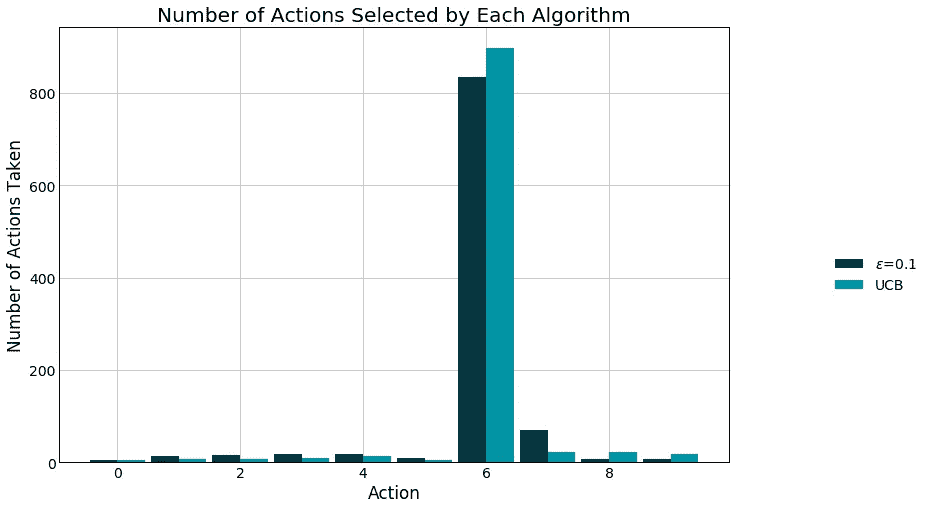 Number of Actions Selected by Each Algorithm
Number of Actions Taken
800
600
400
200
0
0 2 4 6 8
Action
ε=0.1
UCB